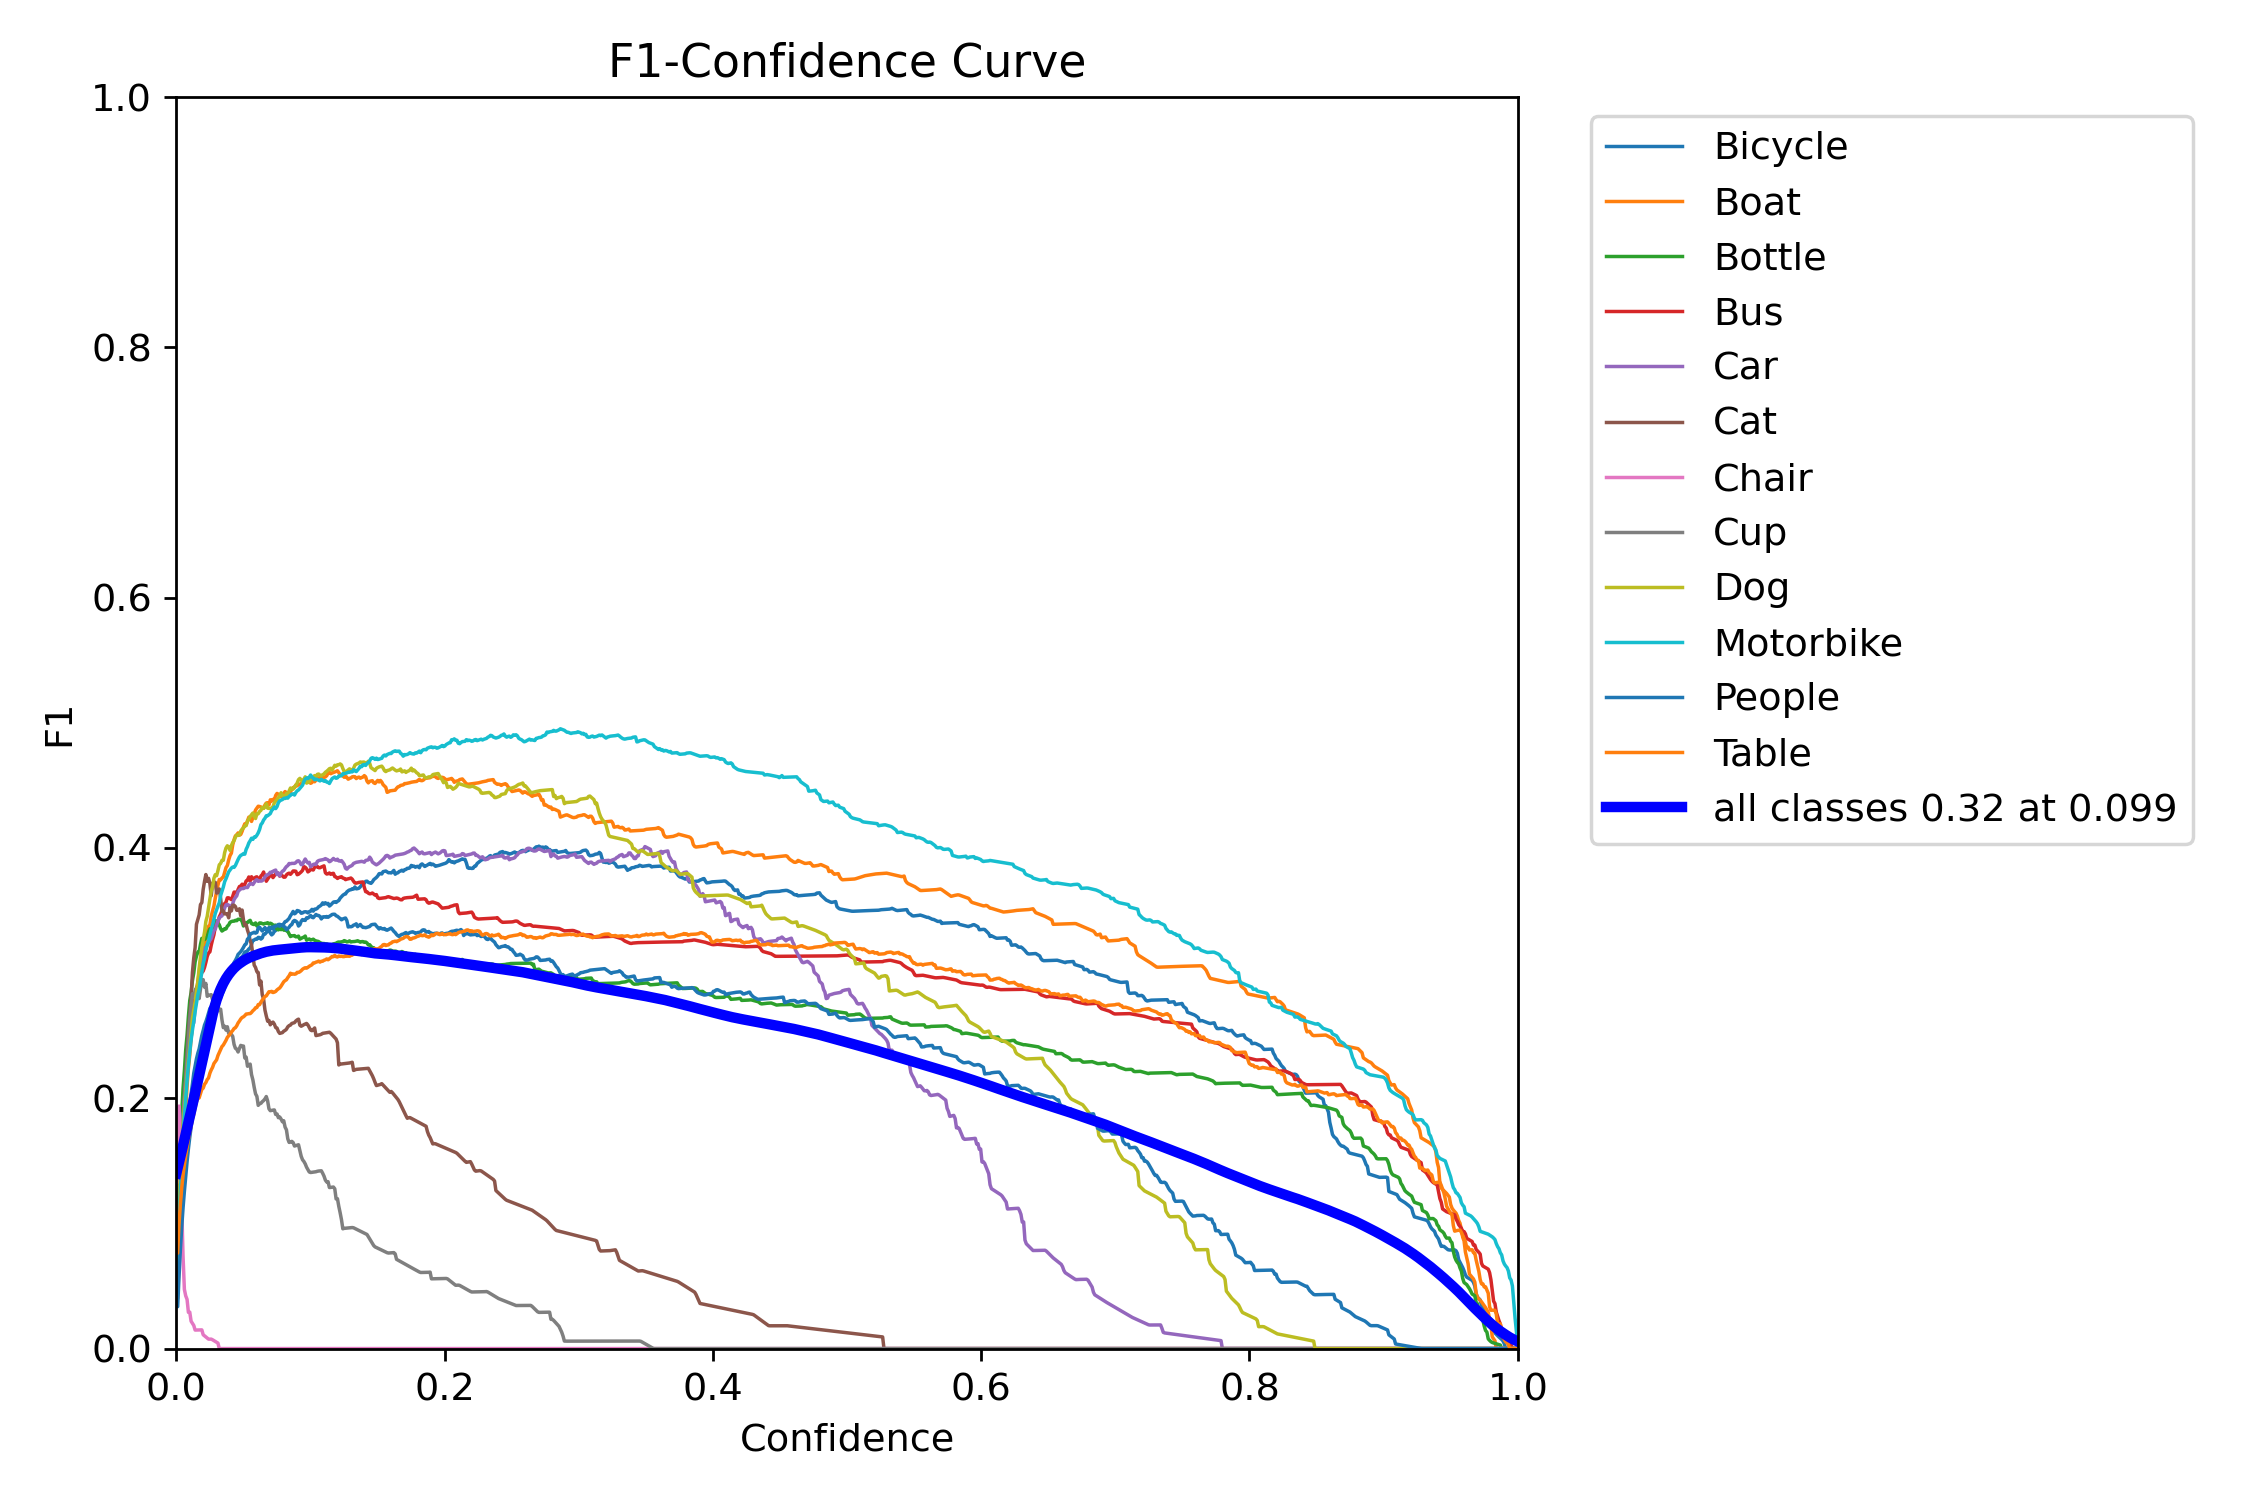 F1-Confidence Curve
1.0
0.8
0.6
0.4
0.2
0.0
F1
0.0 0.2 0.4 0.6 0.8 1.0
Confidence
Bicycle
Boat
Bottle
Bus
Car
Cat
Chair
Cup
Dog
Motorbike
People
Table
all classes 0.32 at 0.099